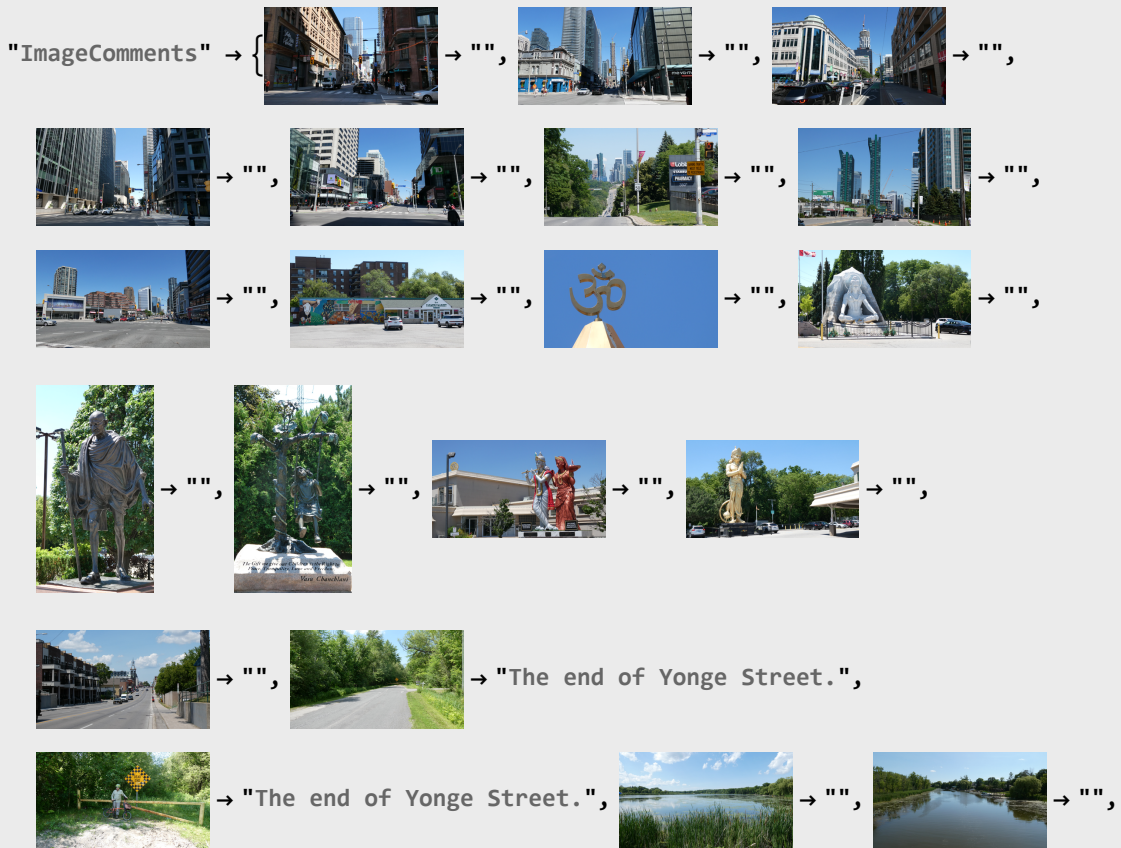 "ImageComments" → { → "", → "", → "",
→ "", → "", → "", → "",
→ "", → "", → "", → "",
→ "", → "", → "", → "",
→ "", → "The end of Yonge Street.",
→ "The end of Yonge Street.", → "", → "",